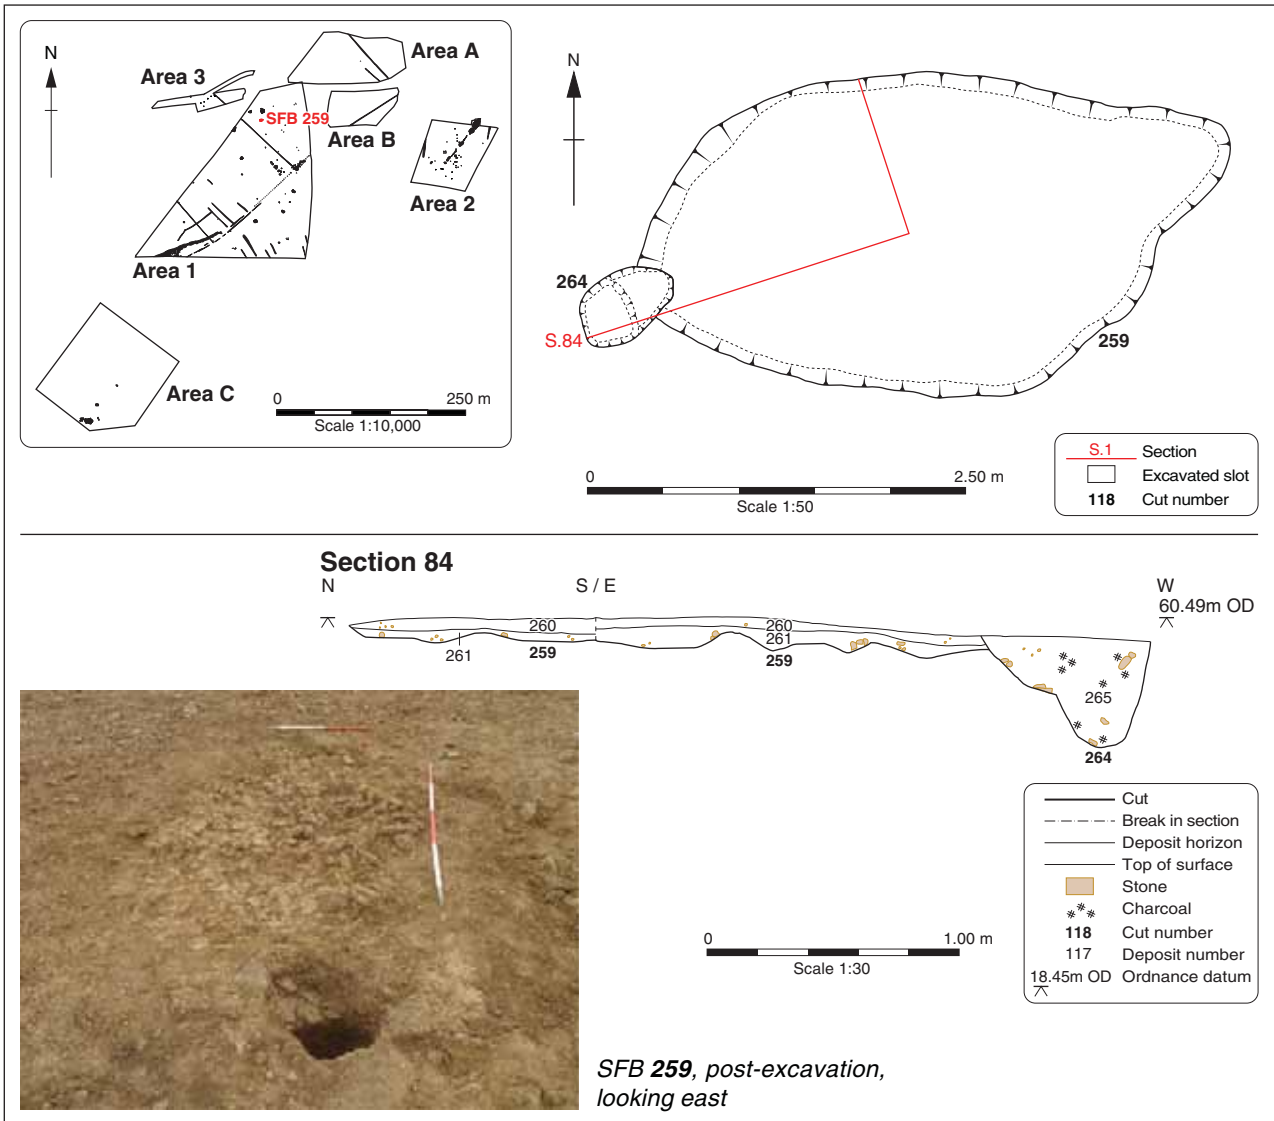 N
Area A
Area 3
SFB 259
Area B
Area 2
Area 1
Area C
0 250 m
Scale 1:10,000
N
264
S.84
259
0 2.50 m
Scale 1:50
S.1 Section
Excavated slot
118 Cut number
Section 84
N S / E W
60.49m OD
260 260
261 261
259 259
265
264
Cut
Break in section
Deposit horizon
Top of surface
Stone
Charcoal
118 Cut number
117 Deposit number
18.45m OD Ordnance datum
0 1.00 m
Scale 1:30
SFB 259, post-excavation,
looking east